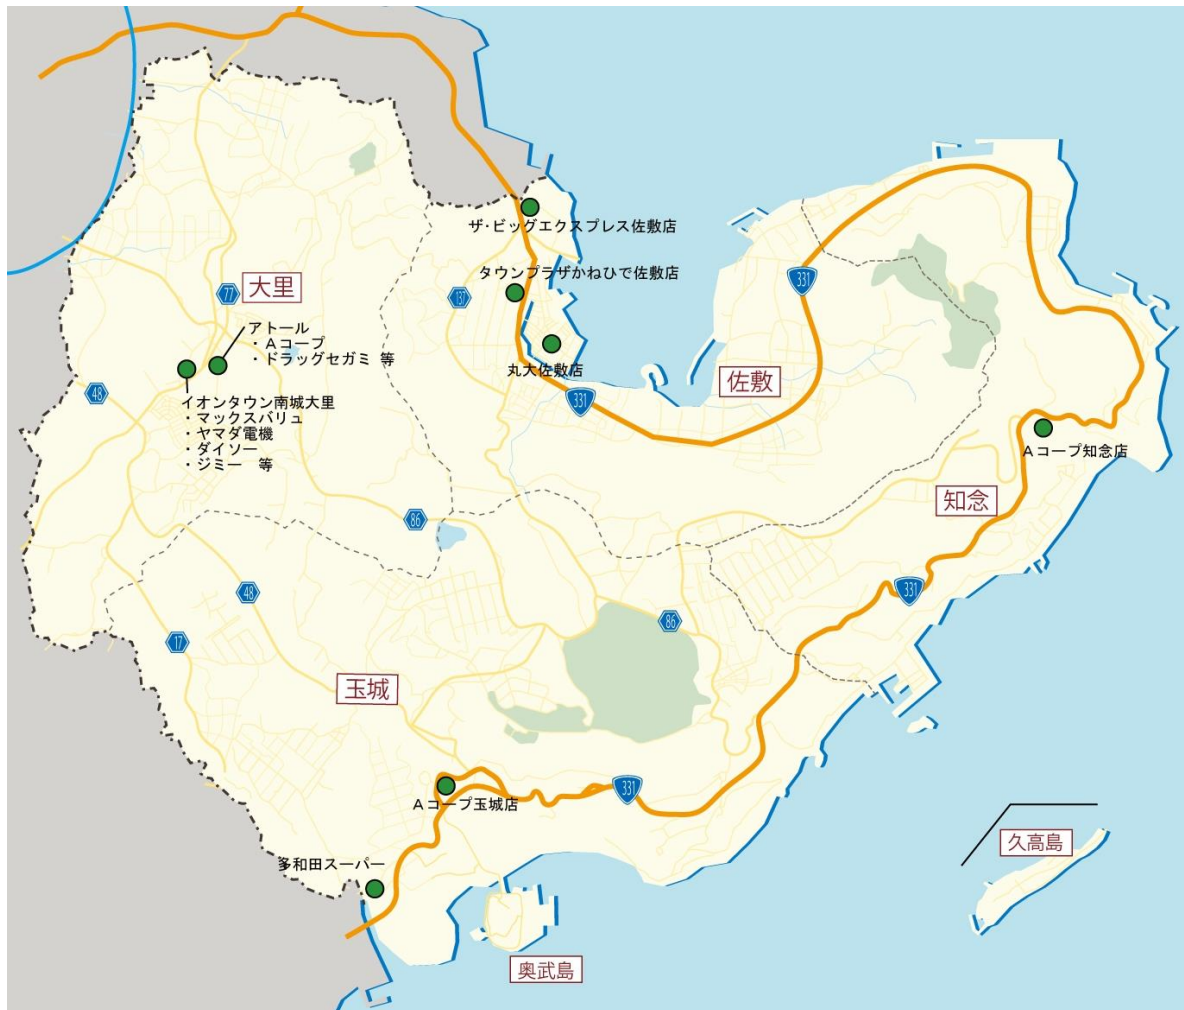 ザ・ビッグエクスプレス佐敷店
タウンプラザかねひで佐敷店
331
77
大里
137
アトール
・Aコープ
・ドラッグセガミ 等
丸大佐敷店
佐敷
48
331
イオンタウン南城大里
・マックスバリュ
・ヤマダ電機
・ダイソー
・ジミー 等
Aコープ知念店
知念
86
48
331
86
17
玉城
331
Aコープ玉城店
久高島
多和田スーパー
奥武島